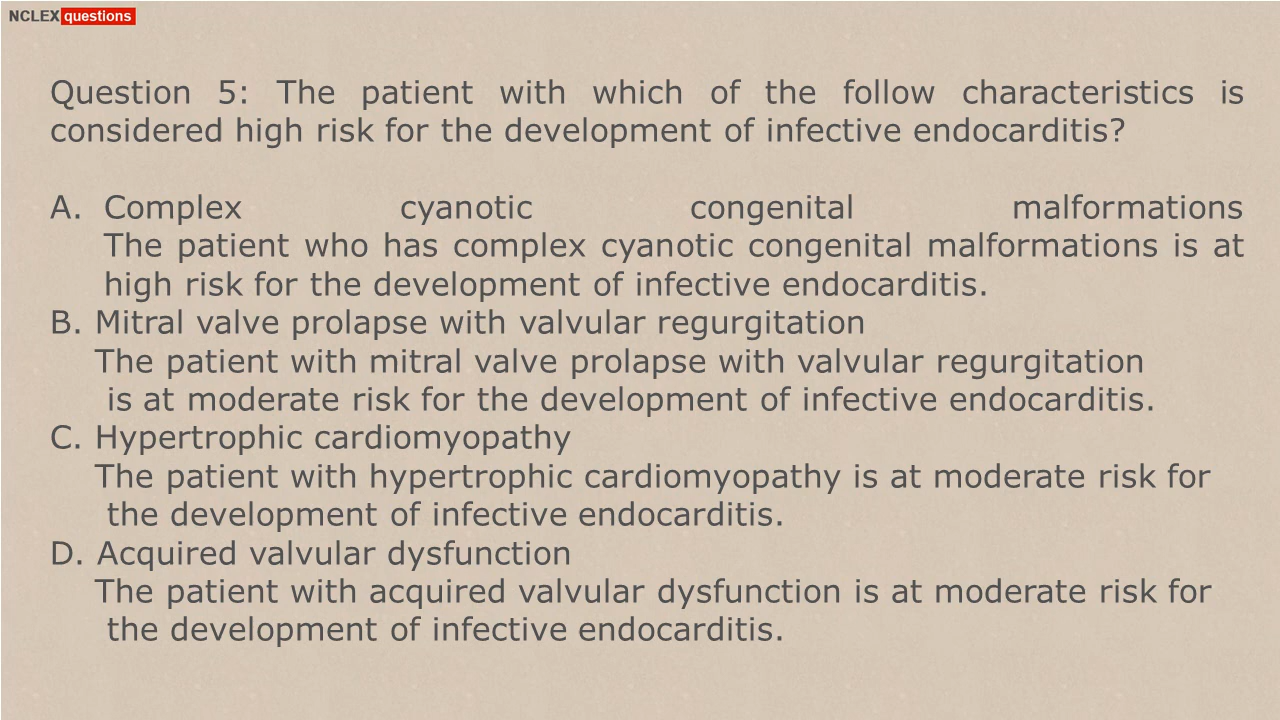 NCLEX questions
Question 5: The patient with which of the follow characteristics is
considered high risk for the development of infective endocarditis?
A. Complex cyanotic congenital malformations
The patient who has complex cyanotic congenital malformations is at
high risk for the development of infective endocarditis.
B. Mitral valve prolapse with valvular regurgitation
The patient with mitral valve prolapse with valvular regurgitation
is at moderate risk for the development of infective endocarditis.
C. Hypertrophic cardiomyopathy
The patient with hypertrophic cardiomyopathy is at moderate risk for
the development of infective endocarditis.
D. Acquired valvular dysfunction
The patient with acquired valvular dysfunction is at moderate risk for
the development of infective endocarditis.